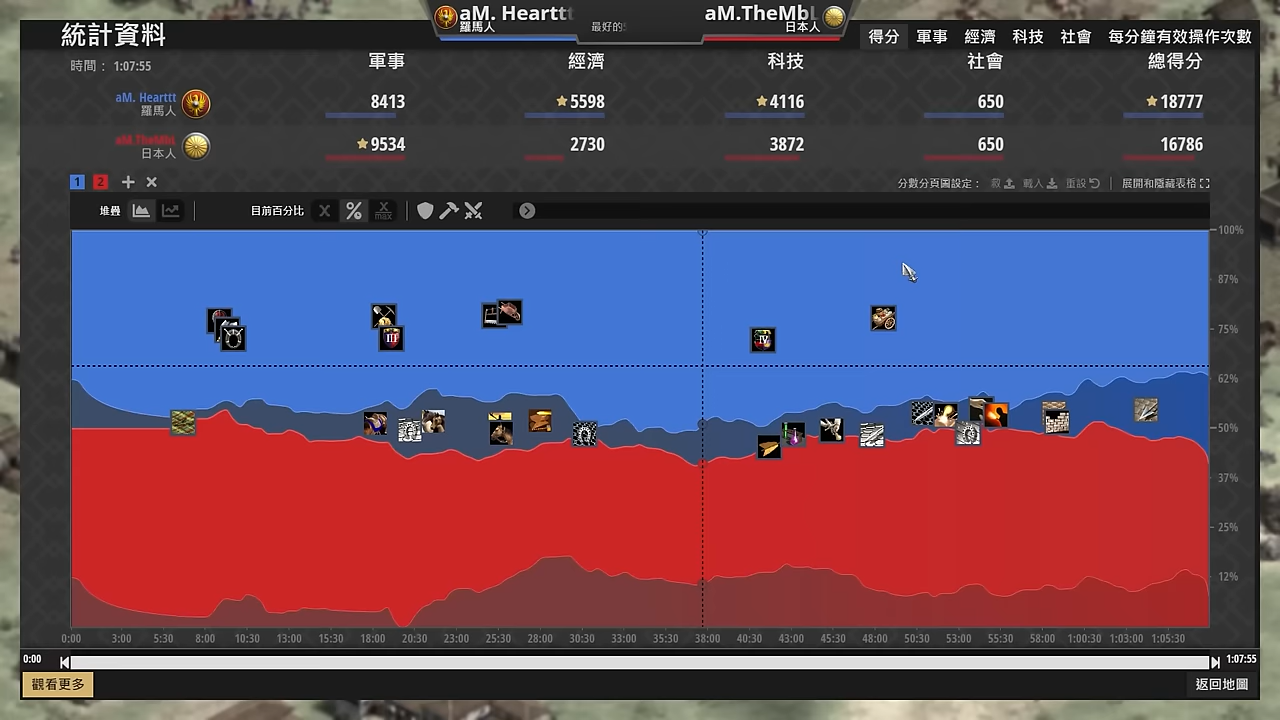 aM. Hearttt
羅馬人
最好的
aM.TheMbL
日本人
統計資料
得分 軍事 經濟 科技 社會 每分鐘有效操作次數
時間： 1:07:55
軍事 經濟 科技 社會 總得分
aM. Hearttt
羅馬人
8413 5598 4116 650 18777
aM.TheMbL
日本人
9534 2730 3872 650 16786
1 2
分數分頁圖設定： 載入 重設 展開和隱藏表格
堆疊 目前百分比 X % X max
100%
87%
75%
62%
50%
37%
25%
12%
III
IV
0:00 3:00 5:30 8:00 10:30 13:00 15:30 18:00 20:30 23:00 25:30 28:00 30:30 33:00 35:30 38:00 40:30 43:00 45:30 48:00 50:30 53:00 55:30 58:00 1:00:30 1:03:00 1:05:30
0:00 1:07:55
觀看更多 返回地圖